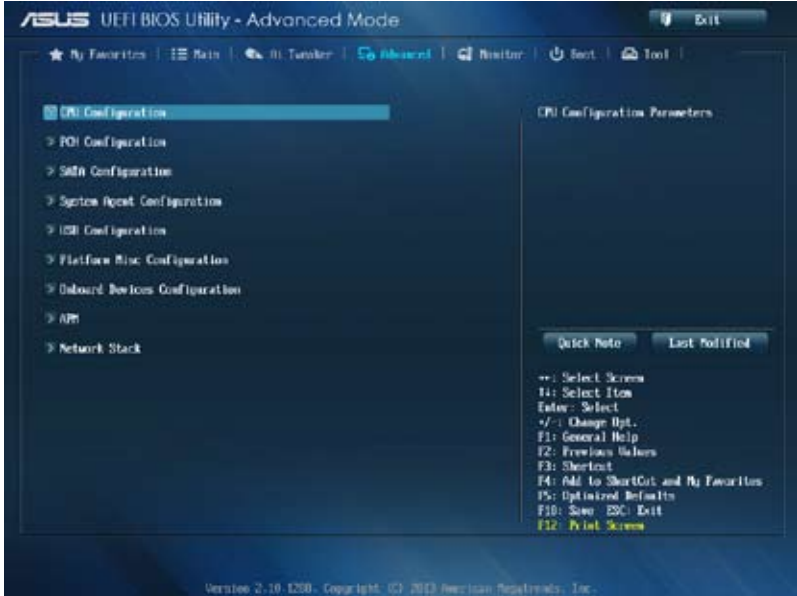 ASUS UEFI BIOS Utility - Advanced Mode
Exit
My Favorites Main Ai Tweaker Advanced Monitor Boot Tool
CPU Configuration
PCH Configuration
SATA Configuration
System Agent Configuration
USB Configuration
Platform Misc Configuration
Onboard Devices Configuration
APM
Network Stack
CPU Configuration Parameters
Quick Note
Last Modified
→←: Select Screen
↑↓: Select Item
Enter: Select
+/-: Change Opt.
F1: General Help
F2: Previous Values
F3: Shortcut
F4: Add to ShortCut and My Favorites
F5: Optimized Defaults
F10: Save ESC: Exit
F12: Print Screen
Version 2.10.1208. Copyright (C) 2013 American Megatrends, Inc.